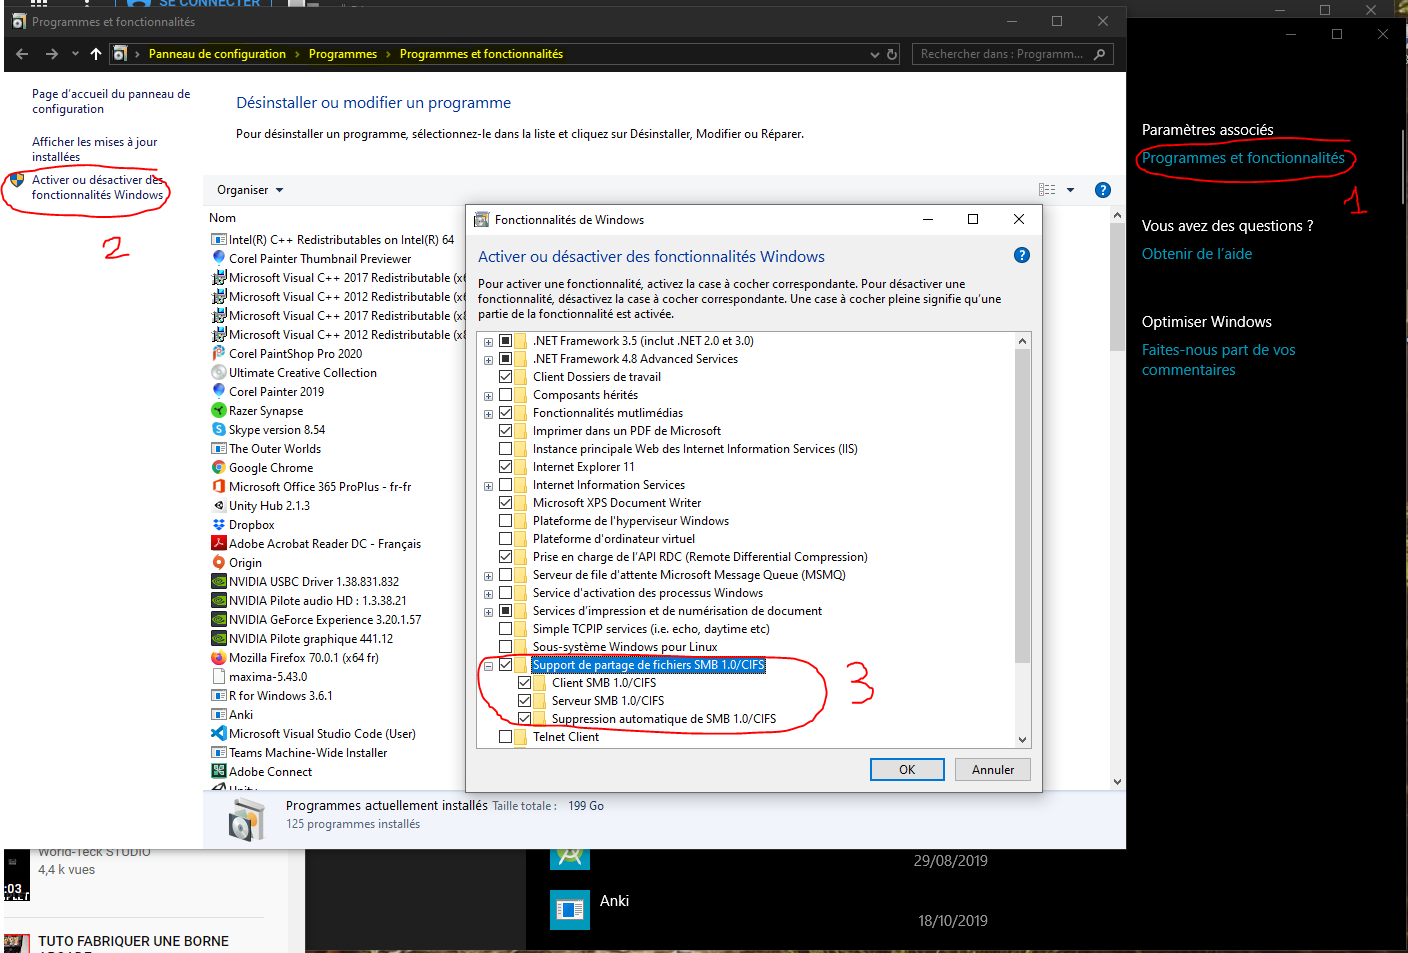 SE CONNECTER
Programmes et fonctionnalités
Panneau de configuration > Programmes > Programmes et fonctionnalités
Rechercher dans : Programm...
Page d'accueil du panneau de
configuration
Afficher les mises à jour
installées
Activer ou désactiver des
fonctionnalités Windows
2
Désinstaller ou modifier un programme
Pour désinstaller un programme, sélectionnez-le dans la liste et cliquez sur Désinstaller, Modifier ou Réparer.
Organiser
Nom
Intel(R) C++ Redistributables on Intel(R) 64
Corel Painter Thumbnail Previewer
Microsoft Visual C++ 2017 Redistributable (x6
Microsoft Visual C++ 2012 Redistributable (x6
Microsoft Visual C++ 2017 Redistributable (x8
Microsoft Visual C++ 2012 Redistributable (x8
Corel PaintShop Pro 2020
Ultimate Creative Collection
Corel Painter 2019
Razer Synapse
Skype version 8.54
The Outer Worlds
Google Chrome
Microsoft Office 365 ProPlus - fr-fr
Unity Hub 2.1.3
Dropbox
Adobe Acrobat Reader DC - Français
Origin
NVIDIA USBC Driver 1.38.831.832
NVIDIA Pilote audio HD : 1.3.38.21
NVIDIA GeForce Experience 3.20.1.57
NVIDIA Pilote graphique 441.12
Mozilla Firefox 70.0.1 (x64 fr)
maxima-5.43.0
R for Windows 3.6.1
Anki
Microsoft Visual Studio Code (User)
Teams Machine-Wide Installer
Adobe Connect
Unity
Programmes actuellement installés Taille totale : 199 Go
125 programmes installés
Fonctionnalités de Windows
Activer ou désactiver des fonctionnalités Windows
Pour activer une fonctionnalité, activez la case à cocher correspondante. Pour désactiver une
fonctionnalité, désactivez la case à cocher correspondante. Une case à cocher pleine signifie qu'une
partie de la fonctionnalité est activée.
.NET Framework 3.5 (inclut .NET 2.0 et 3.0)
.NET Framework 4.8 Advanced Services
Client Dossiers de travail
Composants hérités
Fonctionnalités mutlimédias
Imprimer dans un PDF de Microsoft
Instance principale Web des Internet Information Services (IIS)
Internet Explorer 11
Internet Information Services
Microsoft XPS Document Writer
Plateforme de l'hyperviseur Windows
Plateforme d'ordinateur virtuel
Prise en charge de l'API RDC (Remote Differential Compression)
Serveur de file d'attente Microsoft Message Queue (MSMQ)
Service d'activation des processus Windows
Services d'impression et de numérisation de document
Simple TCPIP services (i.e. echo, daytime etc)
Sous-système Windows pour Linux
Support de partage de fichiers SMB 1.0/CIFS
Client SMB 1.0/CIFS
Serveur SMB 1.0/CIFS
Suppression automatique de SMB 1.0/CIFS
Telnet Client
3
OK
Annuler
Paramètres associés
Programmes et fonctionnalités
1
Vous avez des questions ?
Obtenir de l'aide
Optimiser Windows
Faites-nous part de vos
commentaires
World-Teck STUDIO
4,4 k vues
:03
TUTO FABRIQUER UNE BORNE
29/08/2019
Anki
18/10/2019